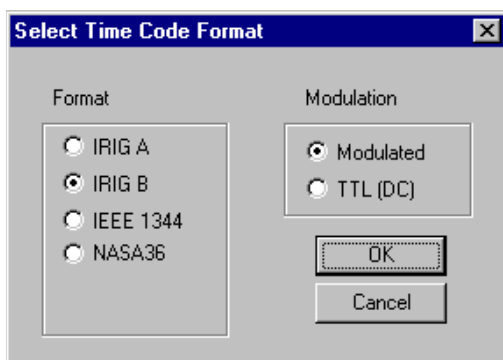 Select Time Code Format
Format
IRIG A
IRIG B
IEEE 1344
NASA36
Modulation
Modulated
TTL (DC)
OK
Cancel